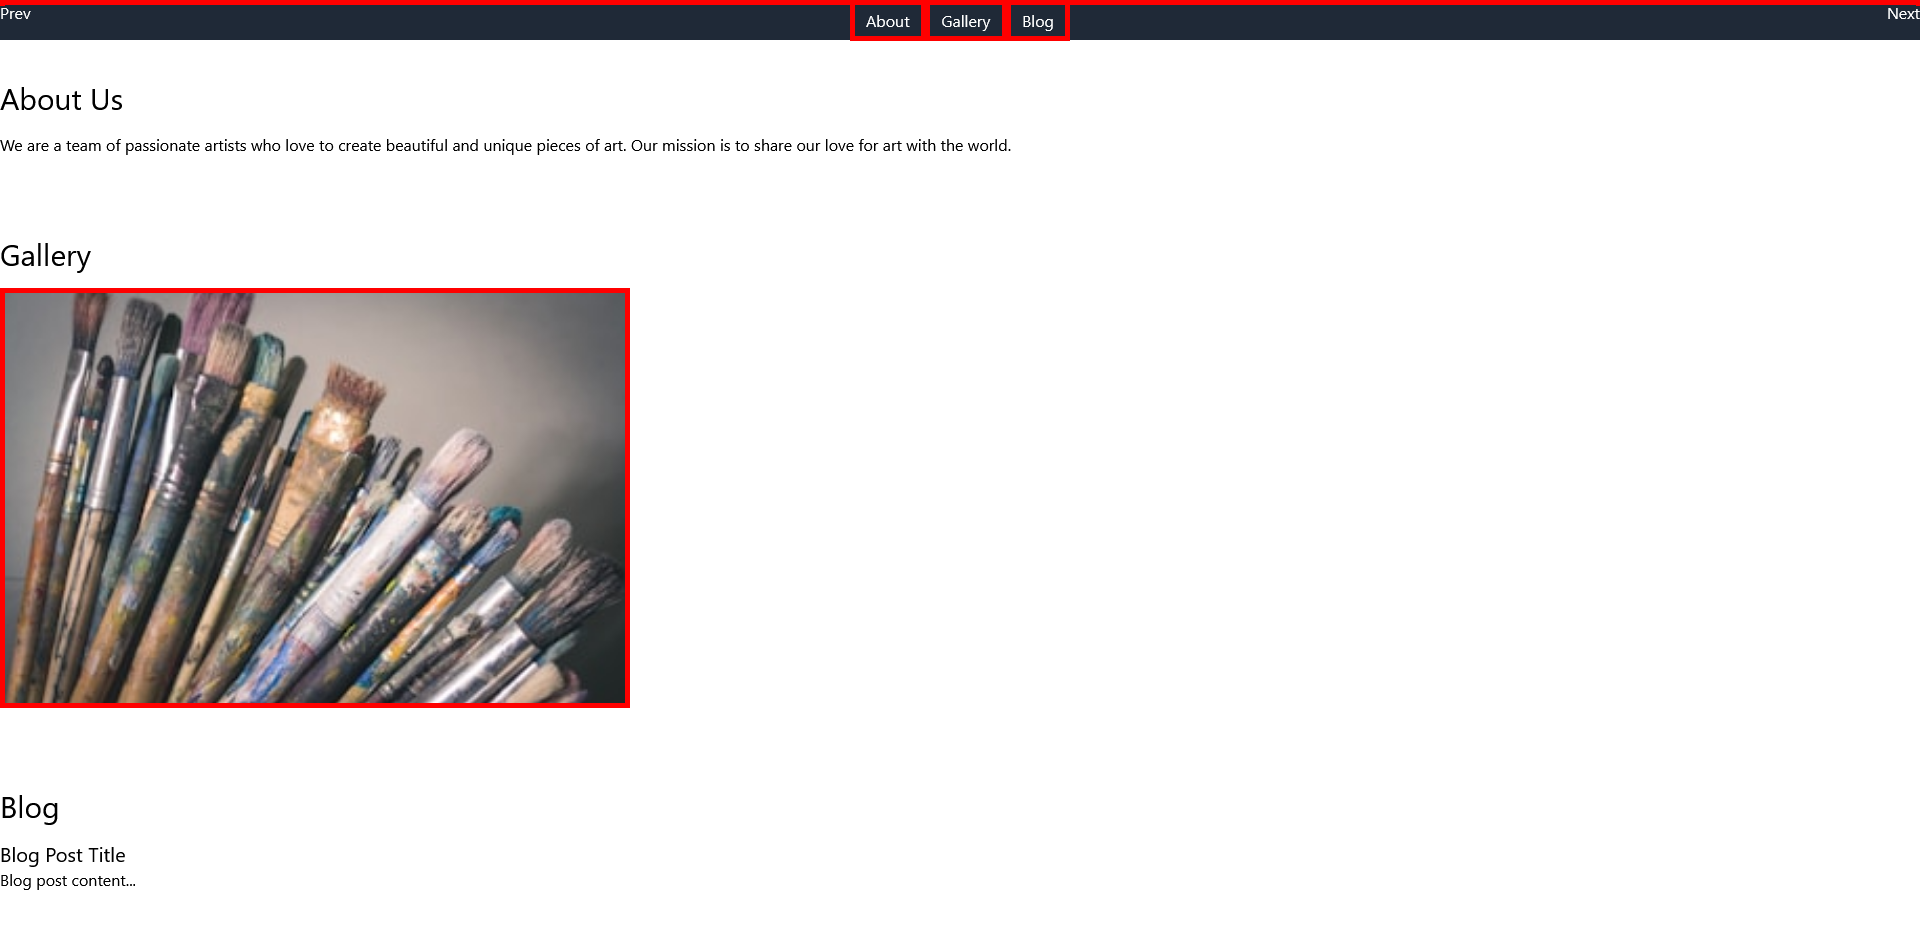 Prev
About
Gallery
Blog
Next
About Us
We are a team of passionate artists who love to create beautiful and unique pieces of art. Our mission is to share our love for art with the world.
Gallery
Blog
Blog Post Title
Blog post content...